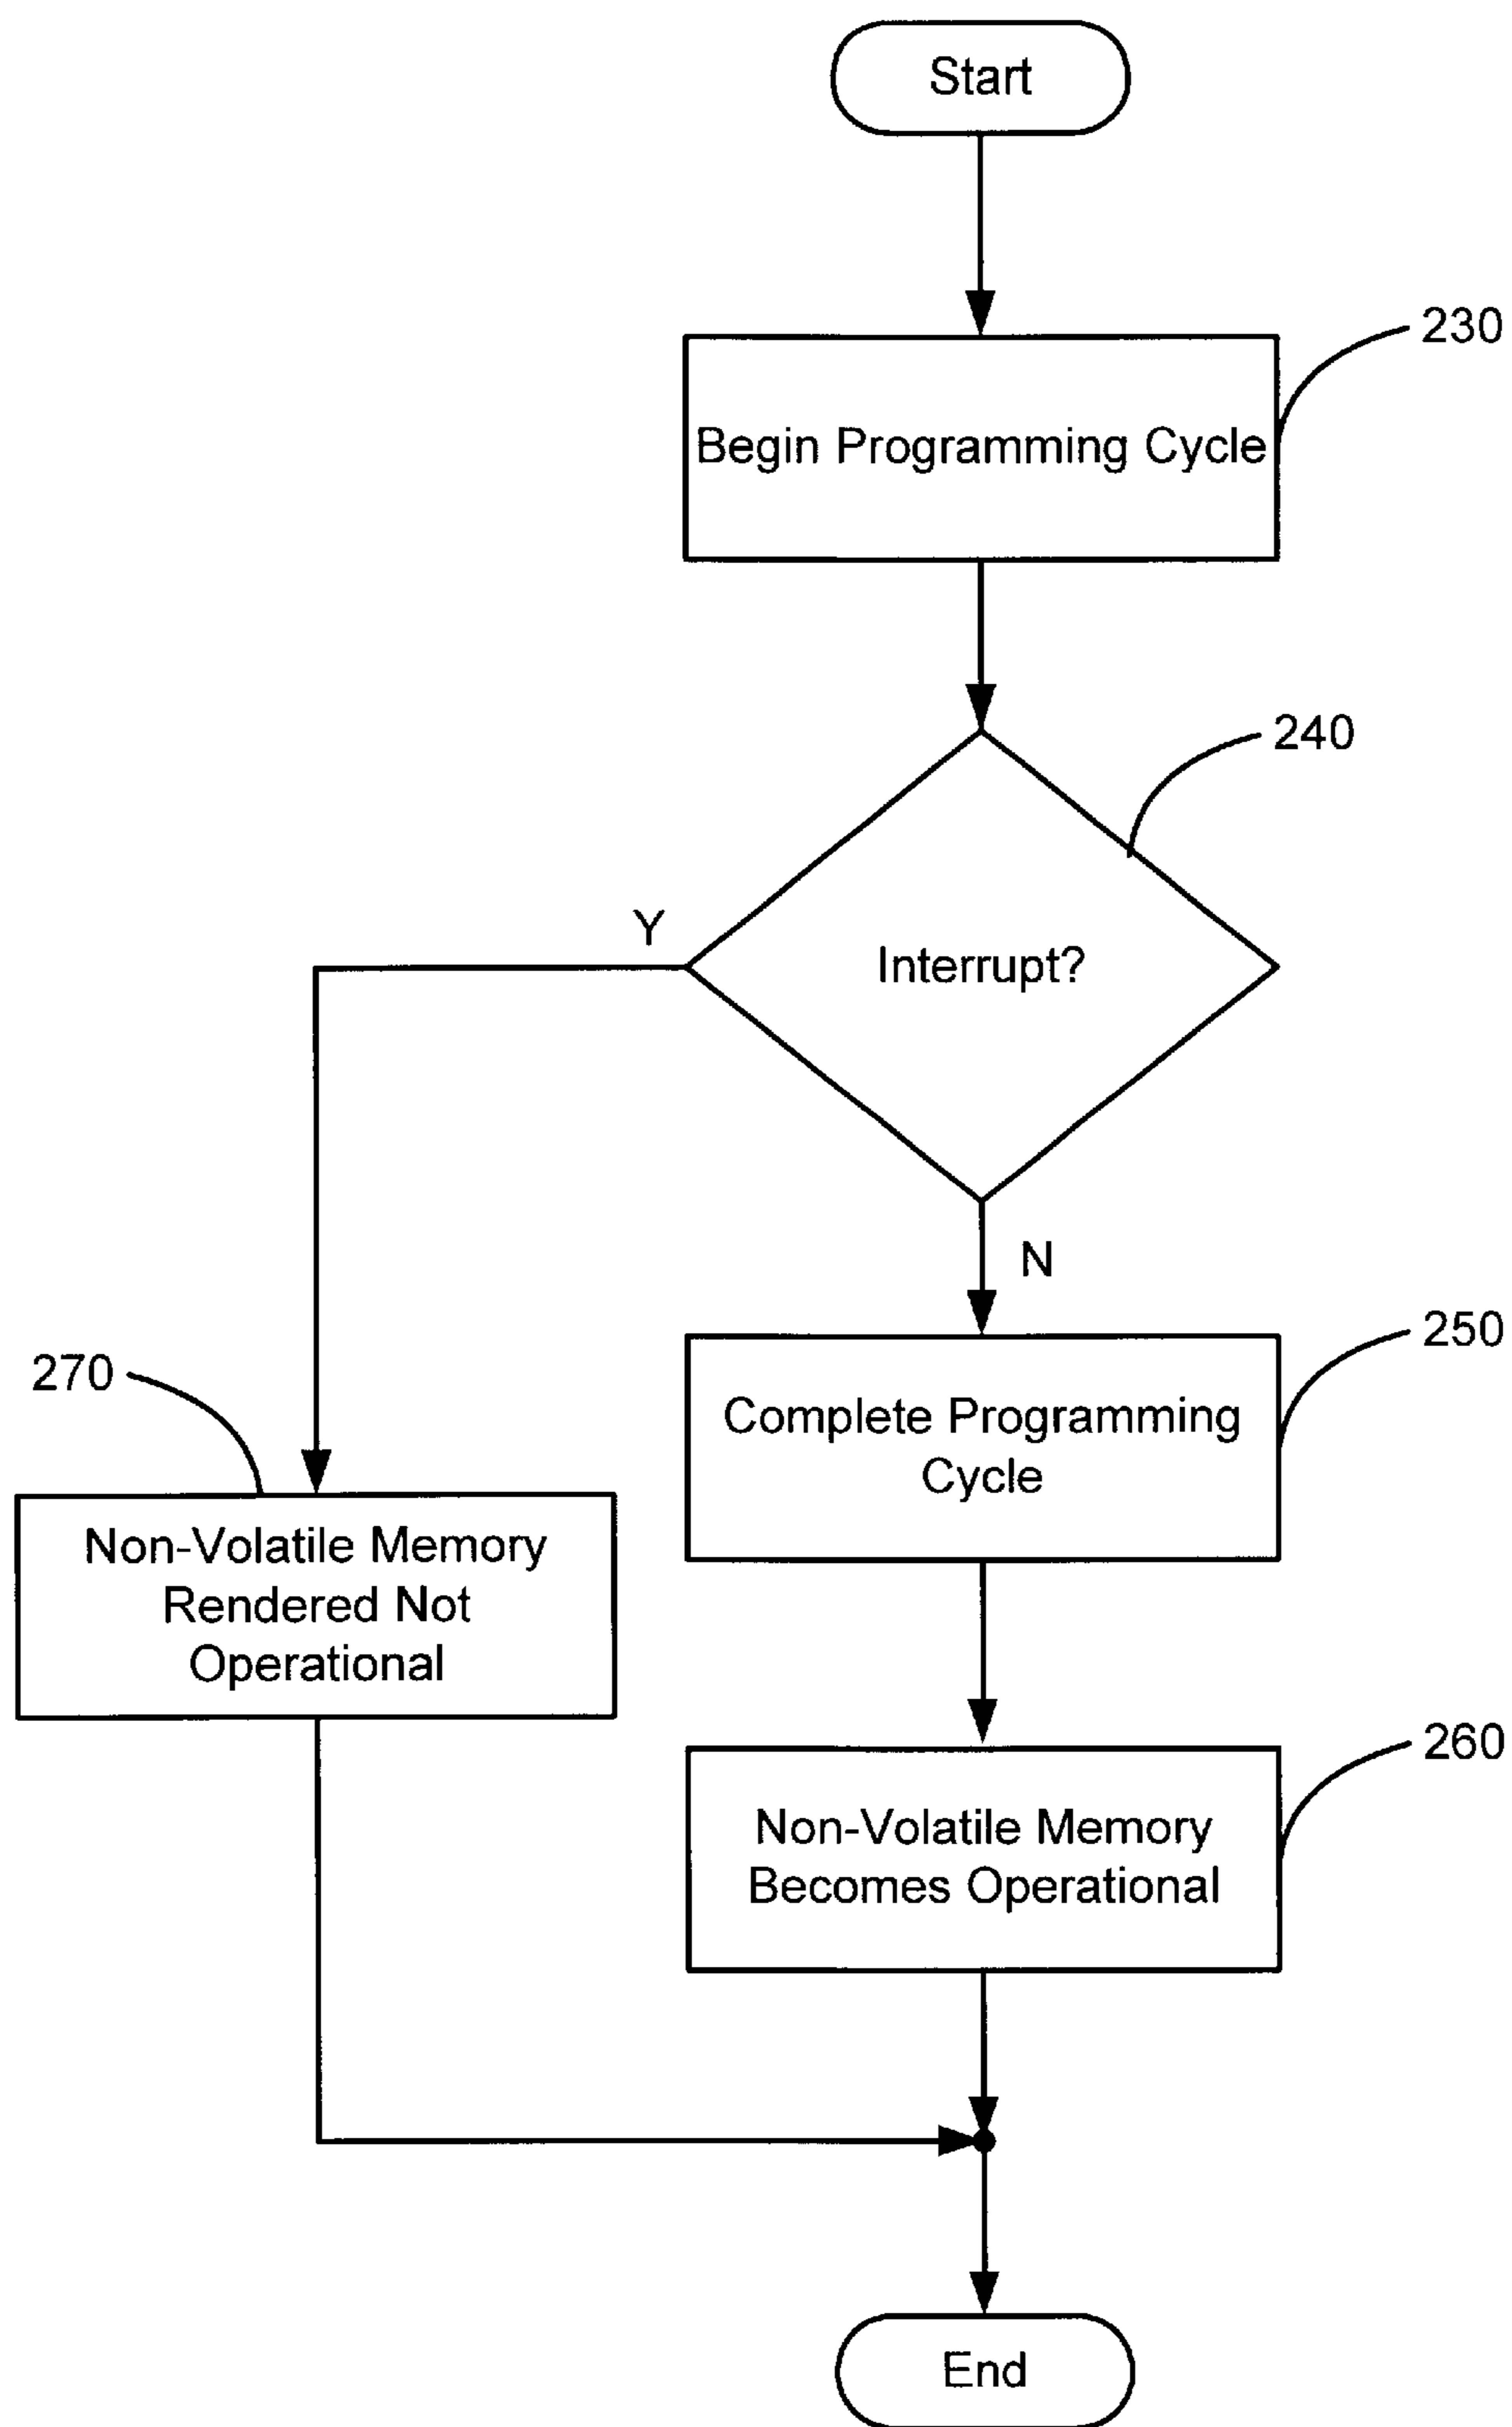 Start
230
Begin Programming Cycle
240
Y
Interrupt?
N
250
270
Complete Programming
Cycle
Non-Volatile Memory
Rendered Not
Operational
260
Non-Volatile Memory
Becomes Operational
End